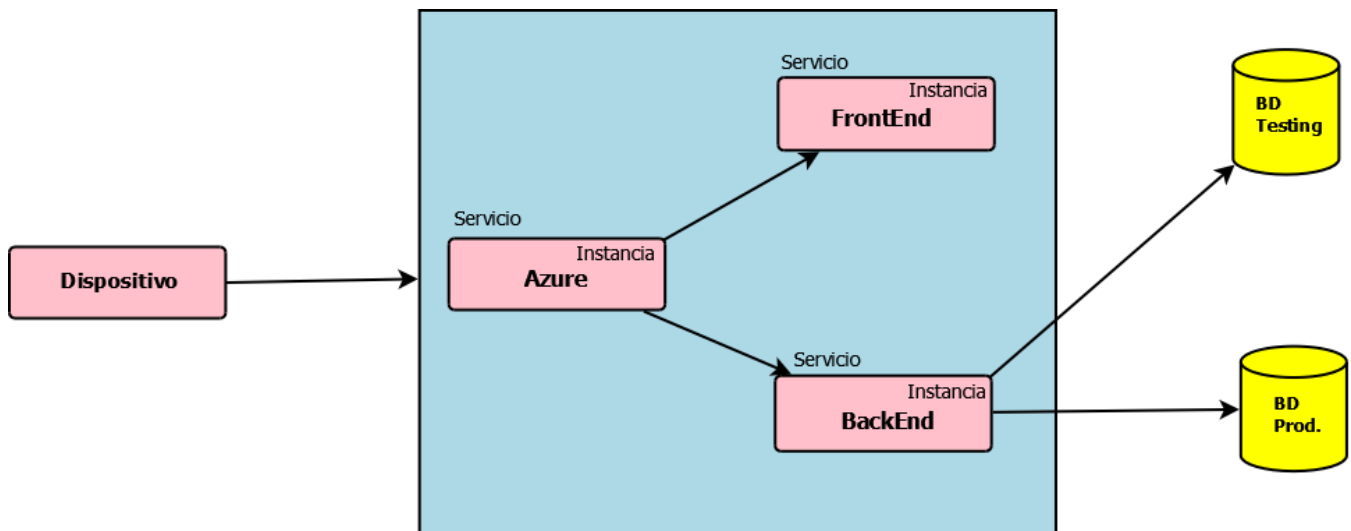 Servicio
Instancia
FrontEnd
BD
Testing
Servicio
Instancia
Azure
Dispositivo
Servicio
Instancia
BackEnd
BD
Prod.